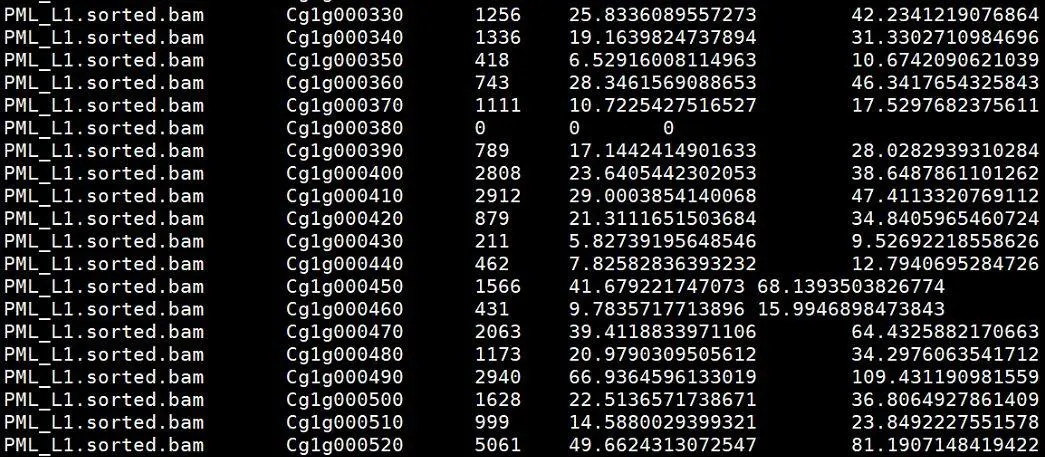 PML_L1.sorted.bam Cg1g000330 1256 25.8336089557273 42.2341219076864
PML_L1.sorted.bam Cg1g000340 1336 19.1639824737894 31.3302710984696
PML_L1.sorted.bam Cg1g000350 418 6.52916008114963 10.6742090621039
PML_L1.sorted.bam Cg1g000360 743 28.3461569088653 46.3417654325843
PML_L1.sorted.bam Cg1g000370 1111 10.7225427516527 17.5297682375611
PML_L1.sorted.bam Cg1g000380 0 0 0
PML_L1.sorted.bam Cg1g000390 789 17.1442414901633 28.0282939310284
PML_L1.sorted.bam Cg1g000400 2808 23.6405442302053 38.6487861101262
PML_L1.sorted.bam Cg1g000410 2912 29.0003854140068 47.4113320769112
PML_L1.sorted.bam Cg1g000420 879 21.3111651503684 34.8405965460724
PML_L1.sorted.bam Cg1g000430 211 5.82739195648546 9.52692218558626
PML_L1.sorted.bam Cg1g000440 462 7.82582836393232 12.7940695284726
PML_L1.sorted.bam Cg1g000450 1566 41.679221747073 68.1393503826774
PML_L1.sorted.bam Cg1g000460 431 9.7835717713896 15.9946898473843
PML_L1.sorted.bam Cg1g000470 2063 39.4118833971106 64.4325882170663
PML_L1.sorted.bam Cg1g000480 1173 20.9790309505612 34.2976063541712
PML_L1.sorted.bam Cg1g000490 2940 66.9364596133019 109.431190981559
PML_L1.sorted.bam Cg1g000500 1628 22.5136571738671 36.8064927861409
PML_L1.sorted.bam Cg1g000510 999 14.5880029399321 23.8492227551578
PML_L1.sorted.bam Cg1g000520 5061 49.6624313072547 81.1907148419422